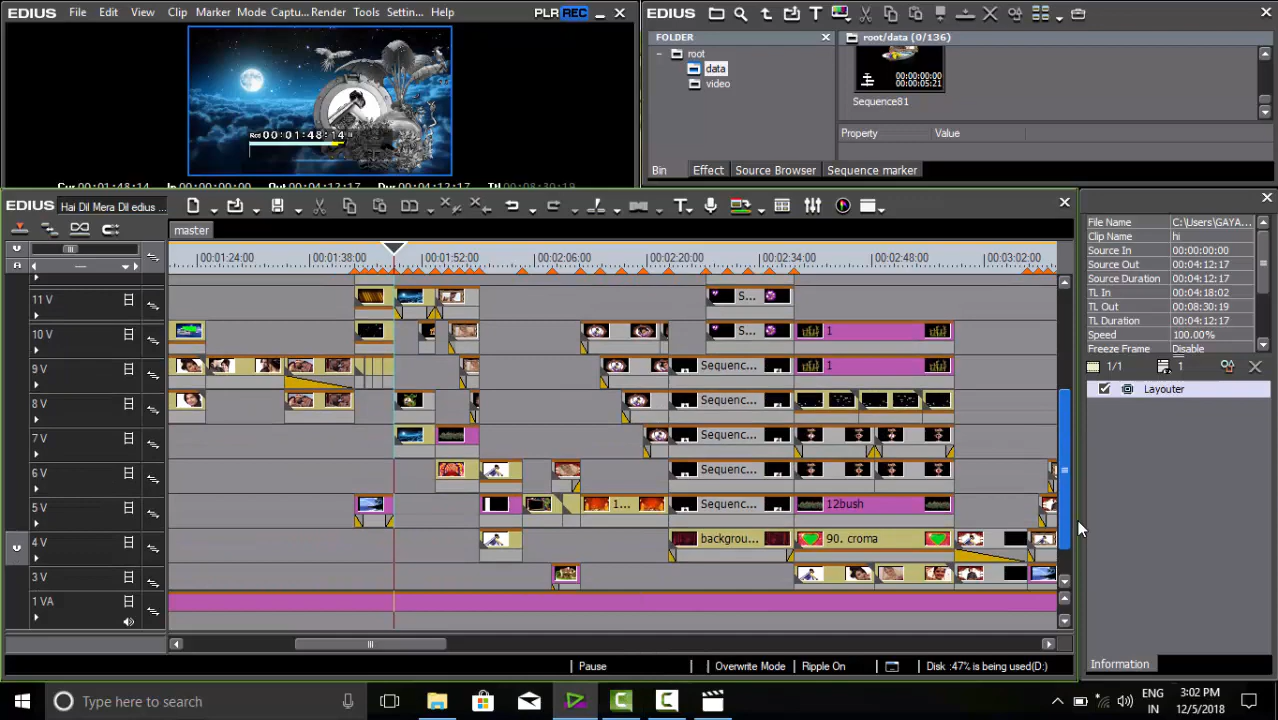 EDIUS File Edit View Clip Marker Mode Captu... Render Tools Settin... Help PLR REC
Rec 00:01:48:14
Cur 00:01:48:14 In 00:00:00:00 Out 00:04:12:17 Dur 00:04:12:17 Ttl 00:08:30:19
EDIUS
FOLDER
root
data
video
root/data (0/136)
00:00:00:00
00:00:05:21
Sequence81
Property Value
Bin Effect Source Browser Sequence marker
EDIUS Hai Dil Mera Dil edius ...
master
00:01:24:00 00:01:38:00 00:01:52:00 00:02:06:00 00:02:20:00 00:02:34:00 00:02:48:00 00:03:02:00
11 V S... 
10 V S... 1
9 V Sequenc... 1
8 V Sequenc...
7 V Sequenc...
6 V Sequenc...
5 V 1... Sequenc... 12bush
4 V backgrou... 90. croma
3 V
1 VA
Pause Overwrite Mode Ripple On Disk :47% is being used(D:)
File Name C:\Users\GAYA...
Clip Name hi
Source In 00:00:00:00
Source Out 00:04:12:17
Source Duration 00:04:12:17
TL In 00:04:18:02
TL Out 00:08:30:19
TL Duration 00:04:12:17
Speed 100.00%
Freeze Frame Disable
1/1 1
Layouter
Information
Type here to search
ENG
IN
3:02 PM
12/5/2018